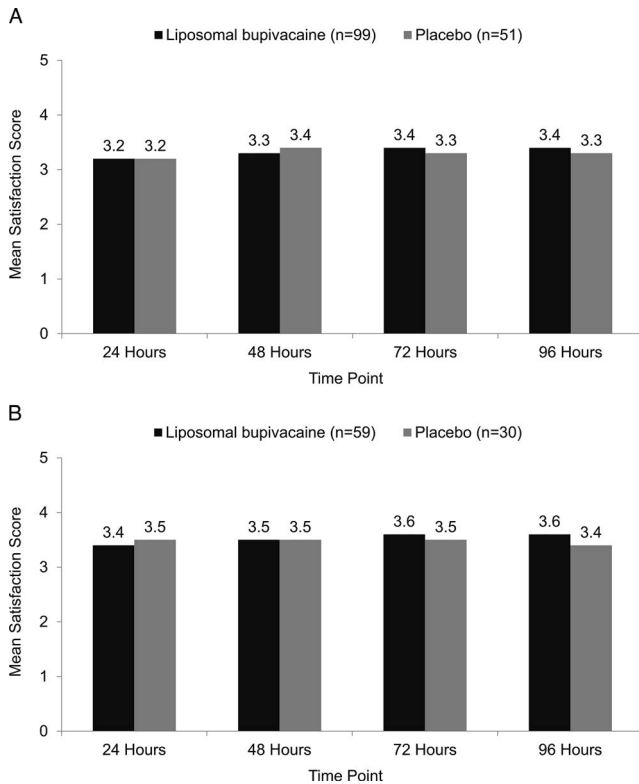 A
Liposomal bupivacaine (n=99) Placebo (n=51)
5
4
3
2
1
0
Mean Satisfaction Score
3.2 3.2 3.3 3.4 3.4 3.3 3.4 3.3
24 Hours 48 Hours 72 Hours 96 Hours
Time Point
B
Liposomal bupivacaine (n=59) Placebo (n=30)
5
4
3
2
1
0
Mean Satisfaction Score
3.4 3.5 3.5 3.5 3.6 3.5 3.6 3.4
24 Hours 48 Hours 72 Hours 96 Hours
Time Point